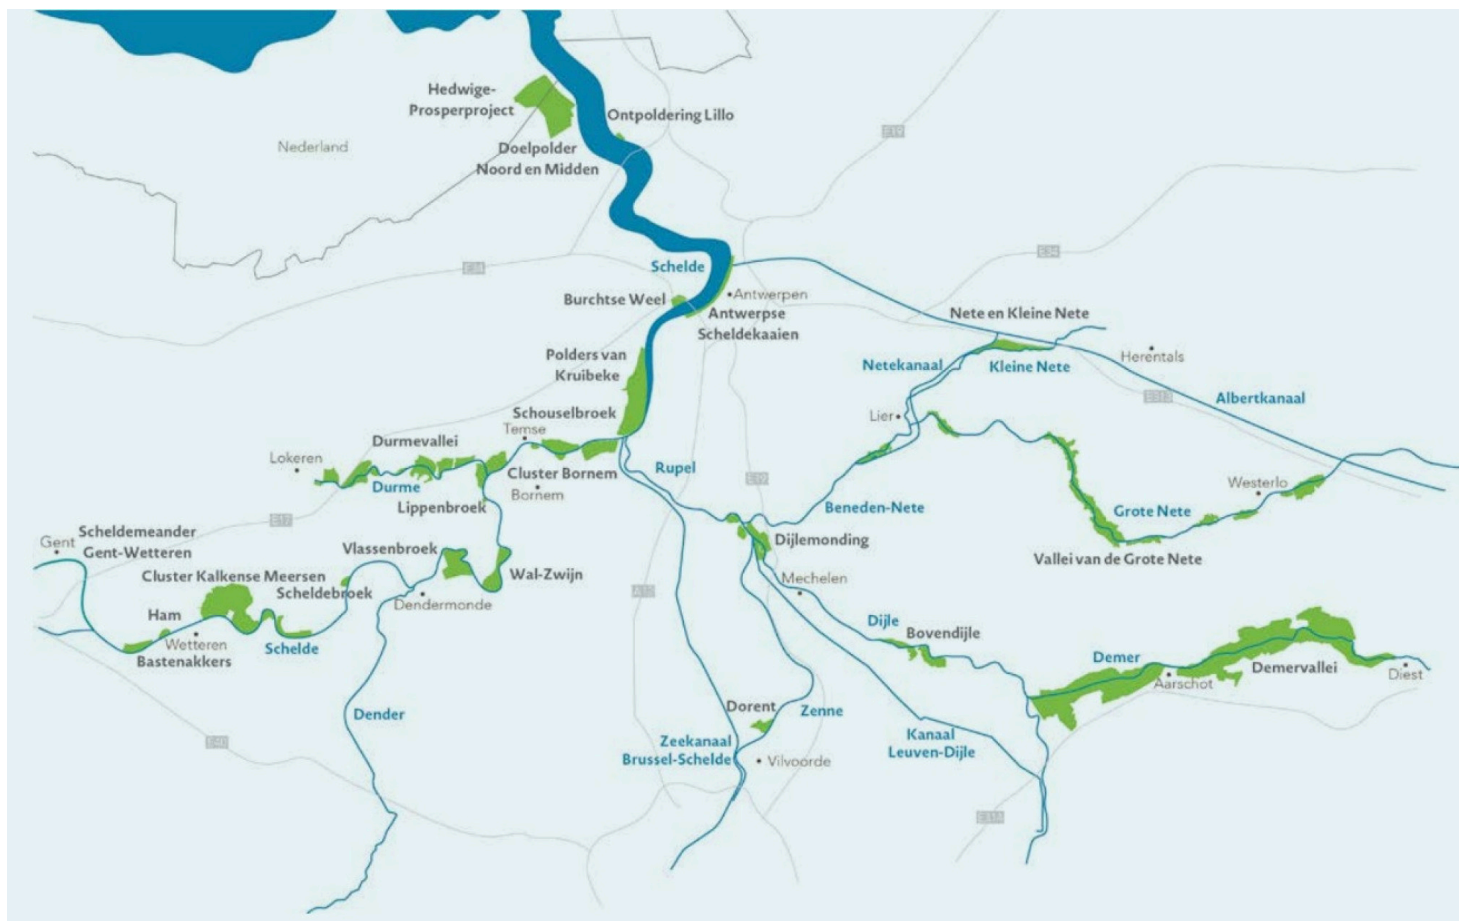 Hedwige-
Prosperproject
Ontpoldering Lillo
E19
Nederland
Doelpolder
Noord en Midden
E34
Schelde
E34
Burchtse Weel
Antwerpen
Antwerpse
Scheldekaaien
Nete en Kleine Nete
Polders van
Kruibeke
Netekanaal
Kleine Nete
Herentals
Albertkanaal
E313
Schouselbroek
Temse
Lier
Durmevallei
Lokeren
Cluster Bornem
Bornem
Rupel
E19
Durme
Lippenbroek
Beneden-Nete
Grote Nete
Westerlo
E17
Scheldemeander
Gent-Wetteren
Gent
Vlassenbroek
Dijlemonding
Vallei van de Grote Nete
Cluster Kalkense Meersen
Scheldebroek
Wal-Zwijn
Mechelen
A12
Dendermonde
Ham
Wetteren
Bastenakkers
Schelde
Dijle
Bovendijle
Demer
Aarschot
Demervallei
Diest
Dender
Dorent
Zenne
Zeekanaal
Brussel-Schelde
Vilvoorde
Kanaal
Leuven-Dijle
E40
E314